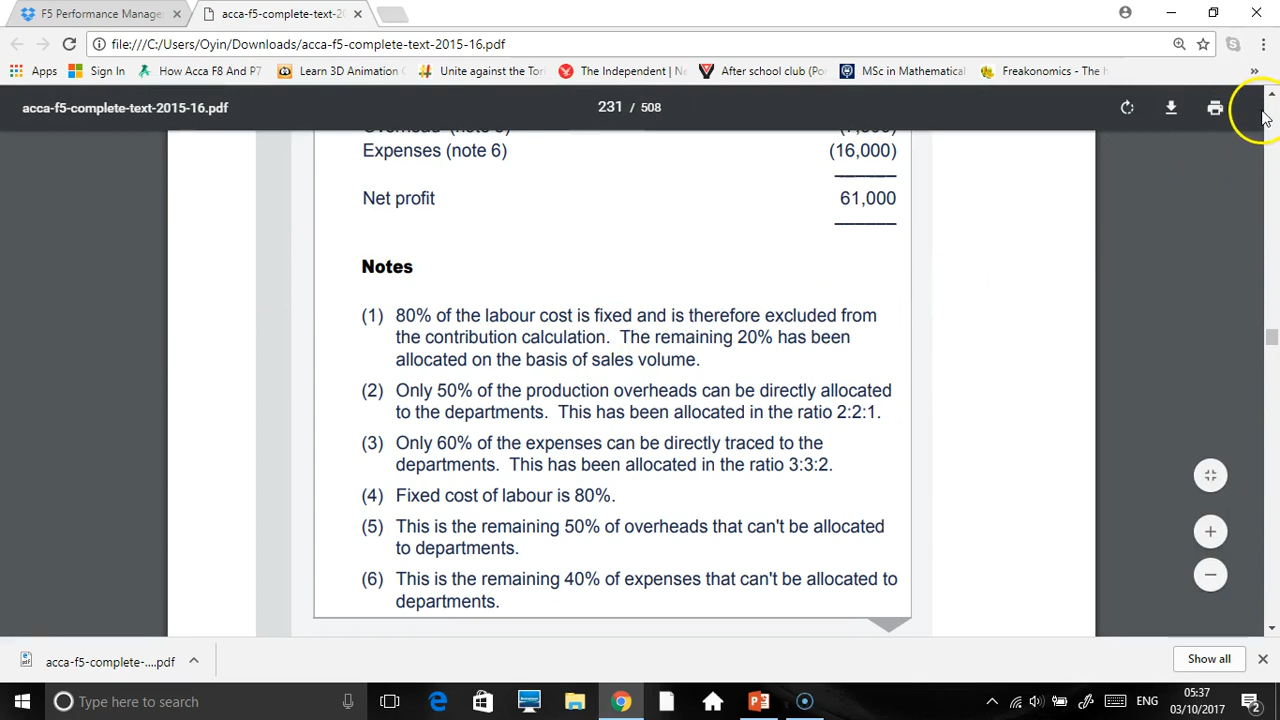 F5 Performance Manage
acca-f5-complete-text-20
file:///C:/Users/Oyin/Downloads/acca-f5-complete-text-2015-16.pdf
Apps
Sign In
How Acca F8 And P7
Learn 3D Animation
Unite against the Tori
The Independent | Ne
After school club (Po
MSc in Mathematical
Freakonomics - The h
»
acca-f5-complete-text-2015-16.pdf
231 / 508
Expenses (note 6) (16,000)
Net profit 61,000
Notes
(1) 80% of the labour cost is fixed and is therefore excluded from
the contribution calculation. The remaining 20% has been
allocated on the basis of sales volume.
(2) Only 50% of the production overheads can be directly allocated
to the departments. This has been allocated in the ratio 2:2:1.
(3) Only 60% of the expenses can be directly traced to the
departments. This has been allocated in the ratio 3:3:2.
(4) Fixed cost of labour is 80%.
(5) This is the remaining 50% of overheads that can't be allocated
to departments.
(6) This is the remaining 40% of expenses that can't be allocated to
departments.
acca-f5-complete-....pdf
Show all
Type here to search
ENG
05:37
03/10/2017
2